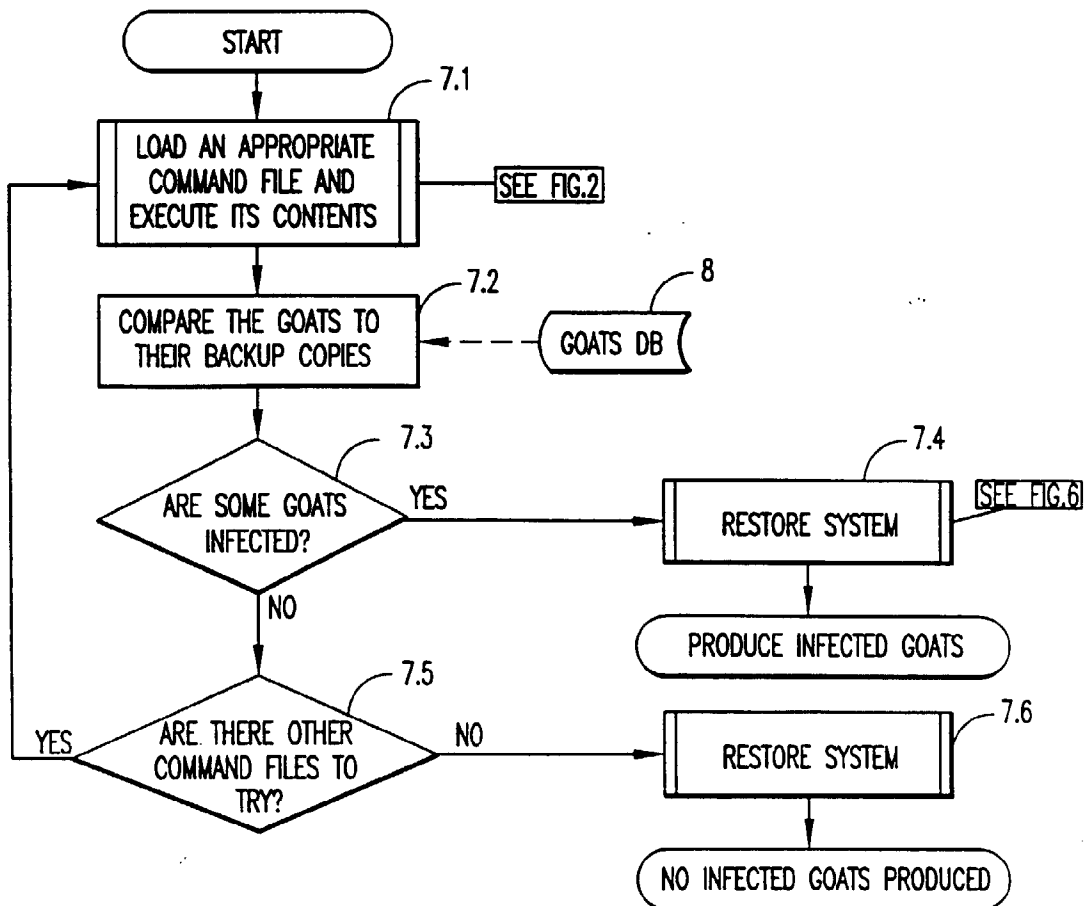 START
7.1
LOAD AN APPROPRIATE
COMMAND FILE AND
EXECUTE ITS CONTENTS
SEE FIG.2
7.2
COMPARE THE GOATS TO
THEIR BACKUP COPIES
8
GOATS DB
7.3
ARE SOME GOATS
INFECTED?
YES
7.4
RESTORE SYSTEM
SEE FIG.6
NO
PRODUCE INFECTED GOATS
7.5
ARE THERE OTHER
COMMAND FILES TO
TRY?
YES
NO
7.6
RESTORE SYSTEM
NO INFECTED GOATS PRODUCED